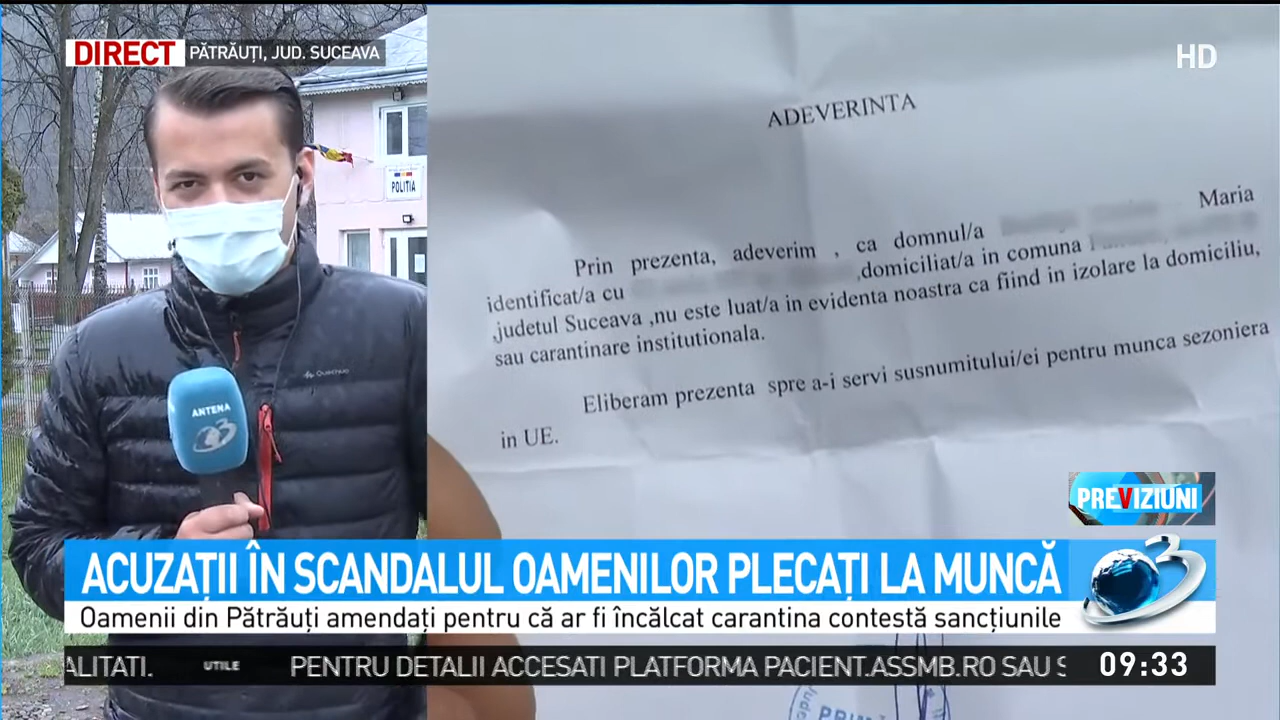 DIRECT PĂTRĂUȚI, JUD. SUCEAVA
HD
POLIȚIA
Quechua
ANTENA
3
ADEVERINTA
Prin prezenta, adeverim , ca domnul/a Maria
identificat/a cu ,domiciliat/a in comuna
judetul Suceava ,nu este luat/a in evidenta noastra ca fiind in izolare la domiciliu,
sau carantinare institutionala.
Eliberam prezenta spre a-i servi susnumitului/ei pentru munca sezoniera
in UE.
PREVIZIUNI
ACUZAȚII ÎN SCANDALUL OAMENILOR PLECAȚI LA MUNCĂ
3
Oamenii din Pătrăuți amendați pentru că ar fi încălcat carantina contestă sancțiunile
ALITATI. UTILE PENTRU DETALII ACCESATI PLATFORMA PACIENT.ASSMB.RO SAU S 09:33